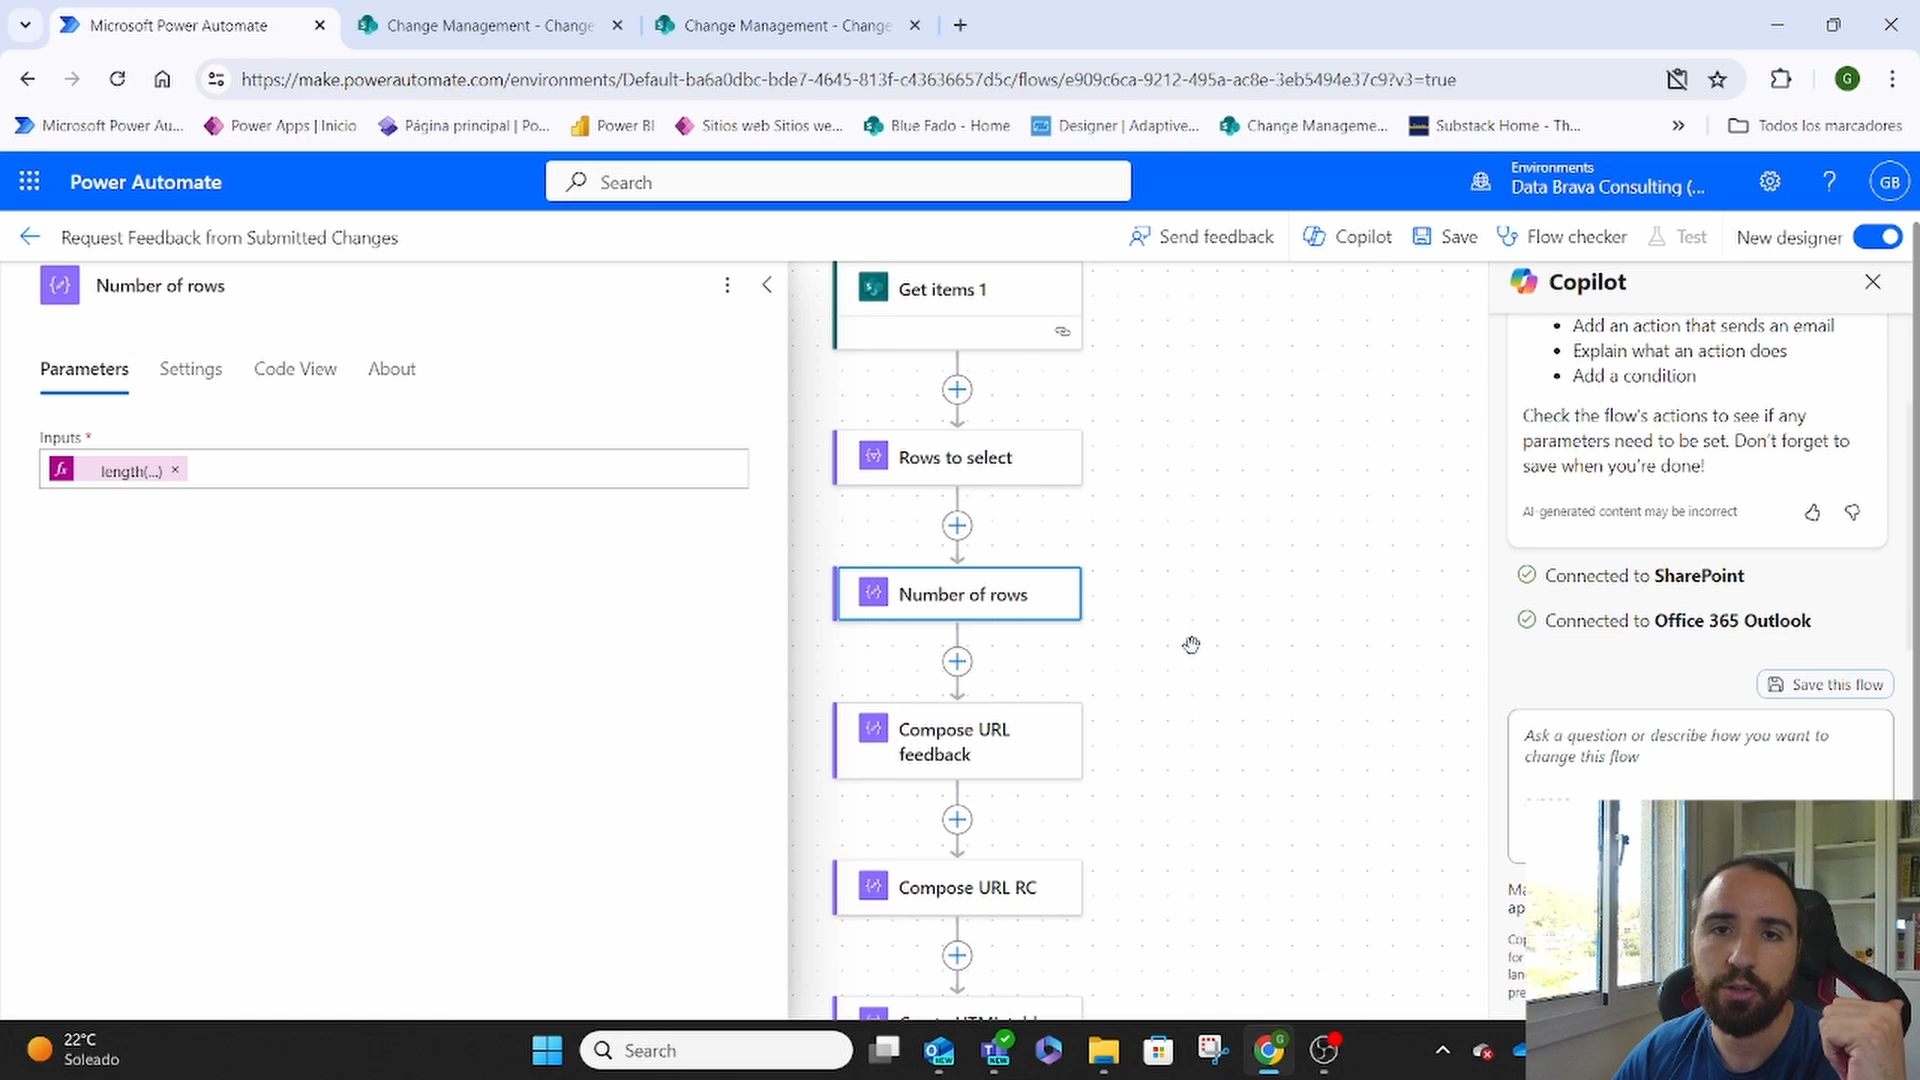 Microsoft Power Automate
Change Management - Change
Change Management - Change
https://make.powerautomate.com/environments/Default-ba6a0dbc-bde7-4645-813f-c43636657d5c/flows/e909c6ca-9212-495a-ac8e-3eb5494e37c9?v3=true
G
Microsoft Power Au...
Power Apps | Inicio
Página principal | Po...
Power BI
Sitios web Sitios we...
Blue Fado - Home
Designer | Adaptive...
Change Manageme...
Substack Home - Th...
Todos los marcadores
Power Automate
Search
Environments
Data Brava Consulting (...
GB
Request Feedback from Submitted Changes
Send feedback
Copilot
Save
Flow checker
Test
New designer
Number of rows
Parameters
Settings
Code View
About
Inputs *
fx length(...) ×
Get items 1
Rows to select
Number of rows
Compose URL
feedback
Compose URL RC
Copilot
• Add an action that sends an email
• Explain what an action does
• Add a condition
Check the flow's actions to see if any
parameters need to be set. Don't forget to
save when you're done!
AI-generated content may be incorrect
Connected to SharePoint
Connected to Office 365 Outlook
Save this flow
Ask a question or describe how you want to
change this flow
22°C
Soleado
Search
NEW
NEW
G